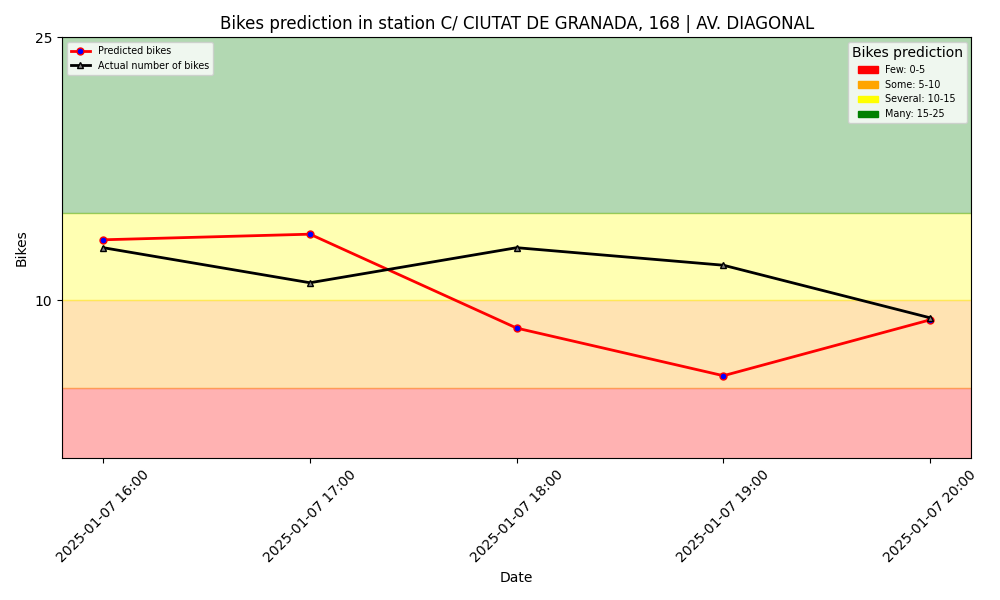 Bikes prediction in station C/ CIUTAT DE GRANADA, 168 | AV. DIAGONAL
25
Predicted bikes
Actual number of bikes
Bikes prediction
Few: 0-5
Some: 5-10
Several: 10-15
Many: 15-25
Bikes
10
2025-01-07 16:00
2025-01-07 17:00
2025-01-07 18:00
2025-01-07 19:00
2025-01-07 20:00
Date